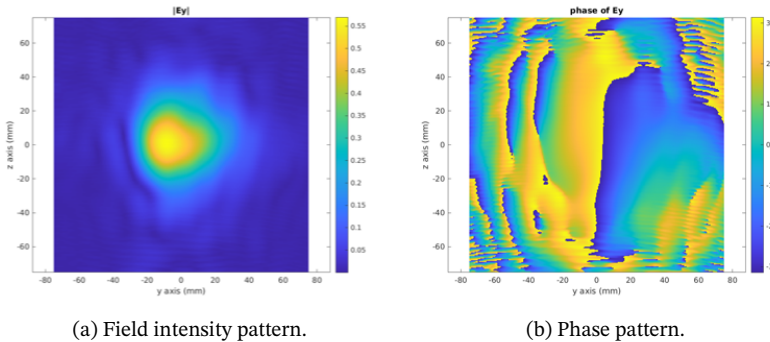 |Ey|
phase of Ey
60
40
20
0
-20
-40
-60
z axis (mm)
-80 -60 -40 -20 0 20 40 60 80
y axis (mm)
0.55
0.5
0.45
0.4
0.35
0.3
0.25
0.2
0.15
0.1
0.05
60
40
20
0
-20
-40
-60
z axis (mm)
-80 -60 -40 -20 0 20 40 60 80
y axis (mm)
3
2
1
0
(a) Field intensity pattern.
(b) Phase pattern.